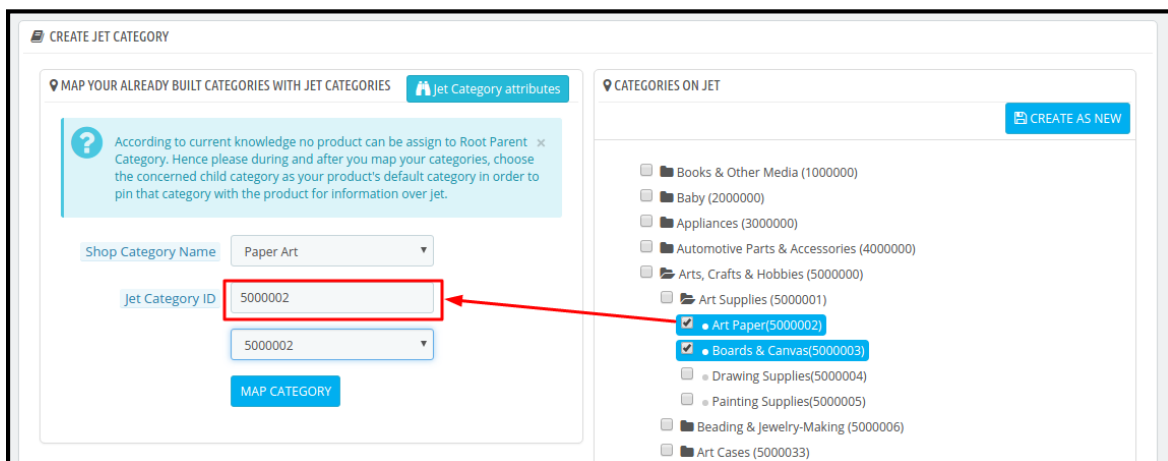 CREATE JET CATEGORY
MAP YOUR ALREADY BUILT CATEGORIES WITH JET CATEGORIES
Jet Category attributes
According to current knowledge no product can be assign to Root Parent ×
Category. Hence please during and after you map your categories, choose
the concerned child category as your product's default category in order to
pin that category with the product for information over jet.
Shop Category Name
Paper Art
Jet Category ID
5000002
5000002
MAP CATEGORY
CATEGORIES ON JET
CREATE AS NEW
Books & Other Media (1000000)
Baby (2000000)
Appliances (3000000)
Automotive Parts & Accessories (4000000)
Arts, Crafts & Hobbies (5000000)
Art Supplies (5000001)
Art Paper(5000002)
Boards & Canvas(5000003)
Drawing Supplies(5000004)
Painting Supplies(5000005)
Beading & Jewelry-Making (5000006)
Art Cases (5000033)